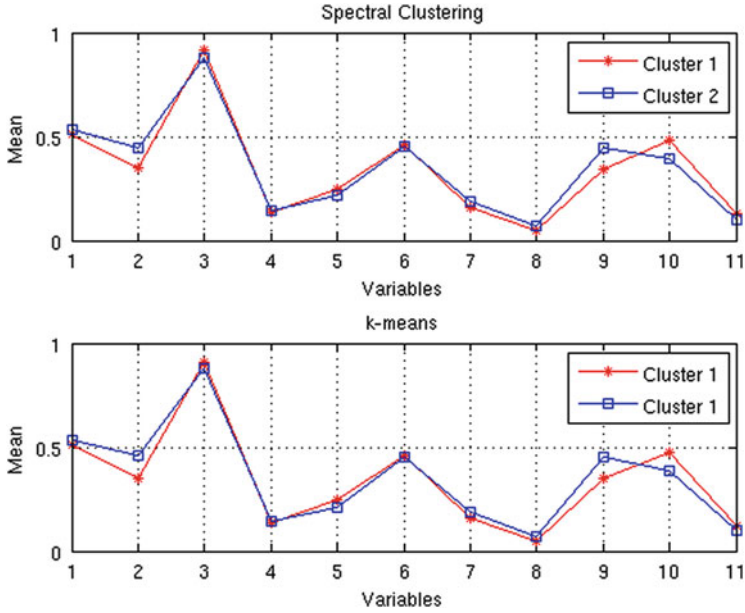 Spectral Clustering
1
0.5
0
Mean
Cluster 1
Cluster 2
1 2 3 4 5 6 7 8 9 10 11
Variables
k-means
1
0.5
0
Mean
Cluster 1
Cluster 1
1 2 3 4 5 6 7 8 9 10 11
Variables